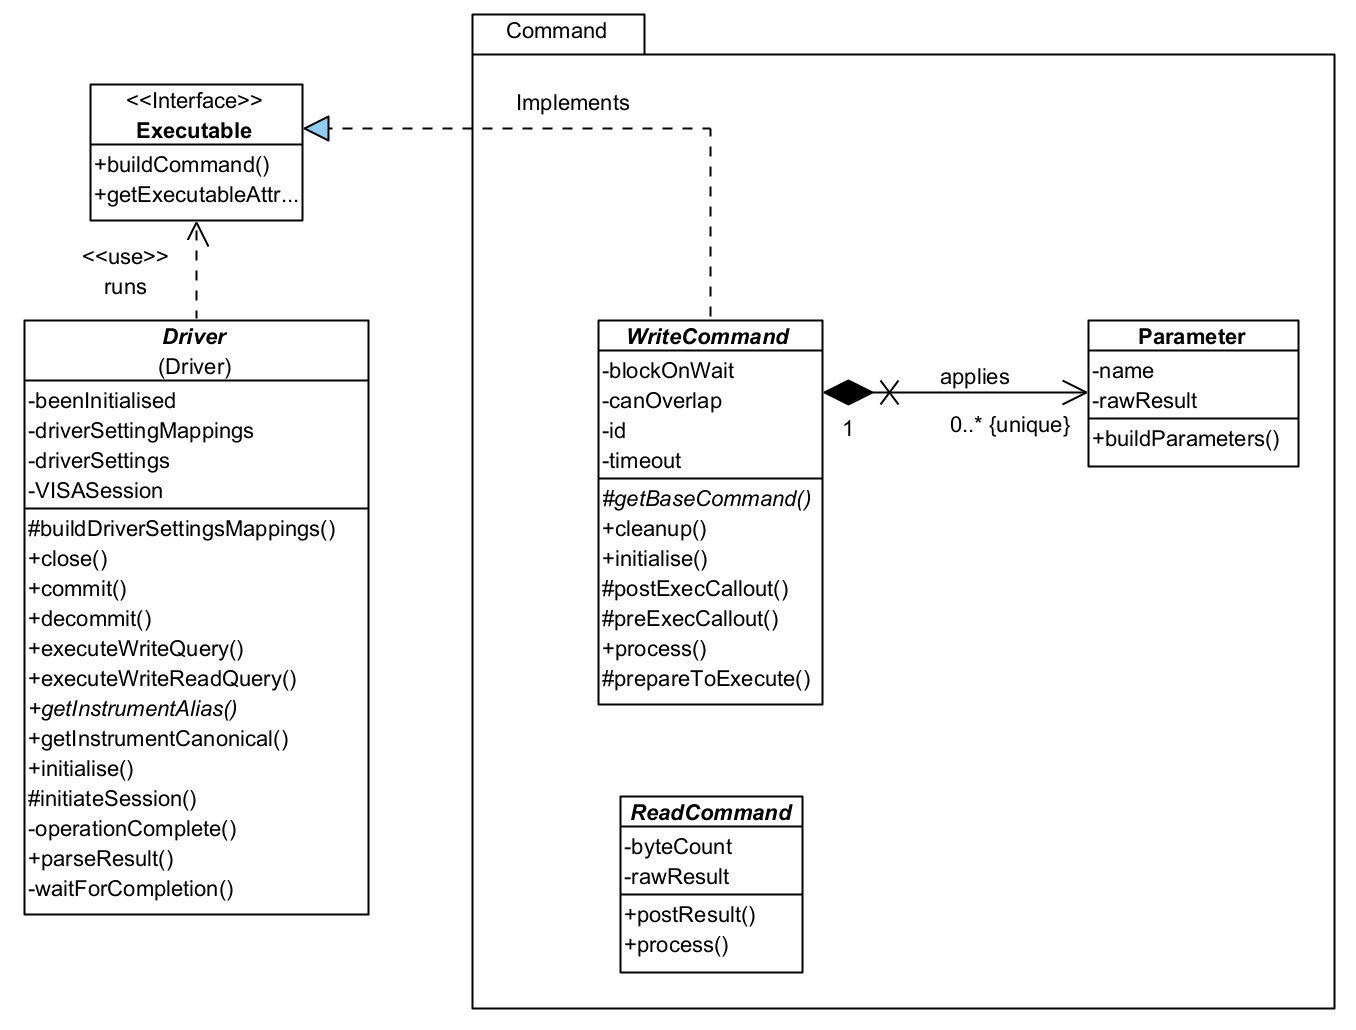 Command
<<Interface>>
Executable
+buildCommand()
+getExecutableAttr...
Implements
<<use>>
runs
Driver
(Driver)
-beenInitialised
-driverSettingMappings
-driverSettings
-VISASession
#buildDriverSettingsMappings()
+close()
+commit()
+decommit()
+executeWriteQuery()
+executeWriteReadQuery()
+getInstrumentAlias()
+getInstrumentCanonical()
+initialise()
#initiateSession()
-operationComplete()
+parseResult()
-waitForCompletion()
WriteCommand
-blockOnWait
-canOverlap
-id
-timeout
#getBaseCommand()
+cleanup()
+initialise()
#postExecCallout()
#preExecCallout()
+process()
#prepareToExecute()
applies
1
0..* {unique}
Parameter
-name
-rawResult
+buildParameters()
ReadCommand
-byteCount
-rawResult
+postResult()
+process()